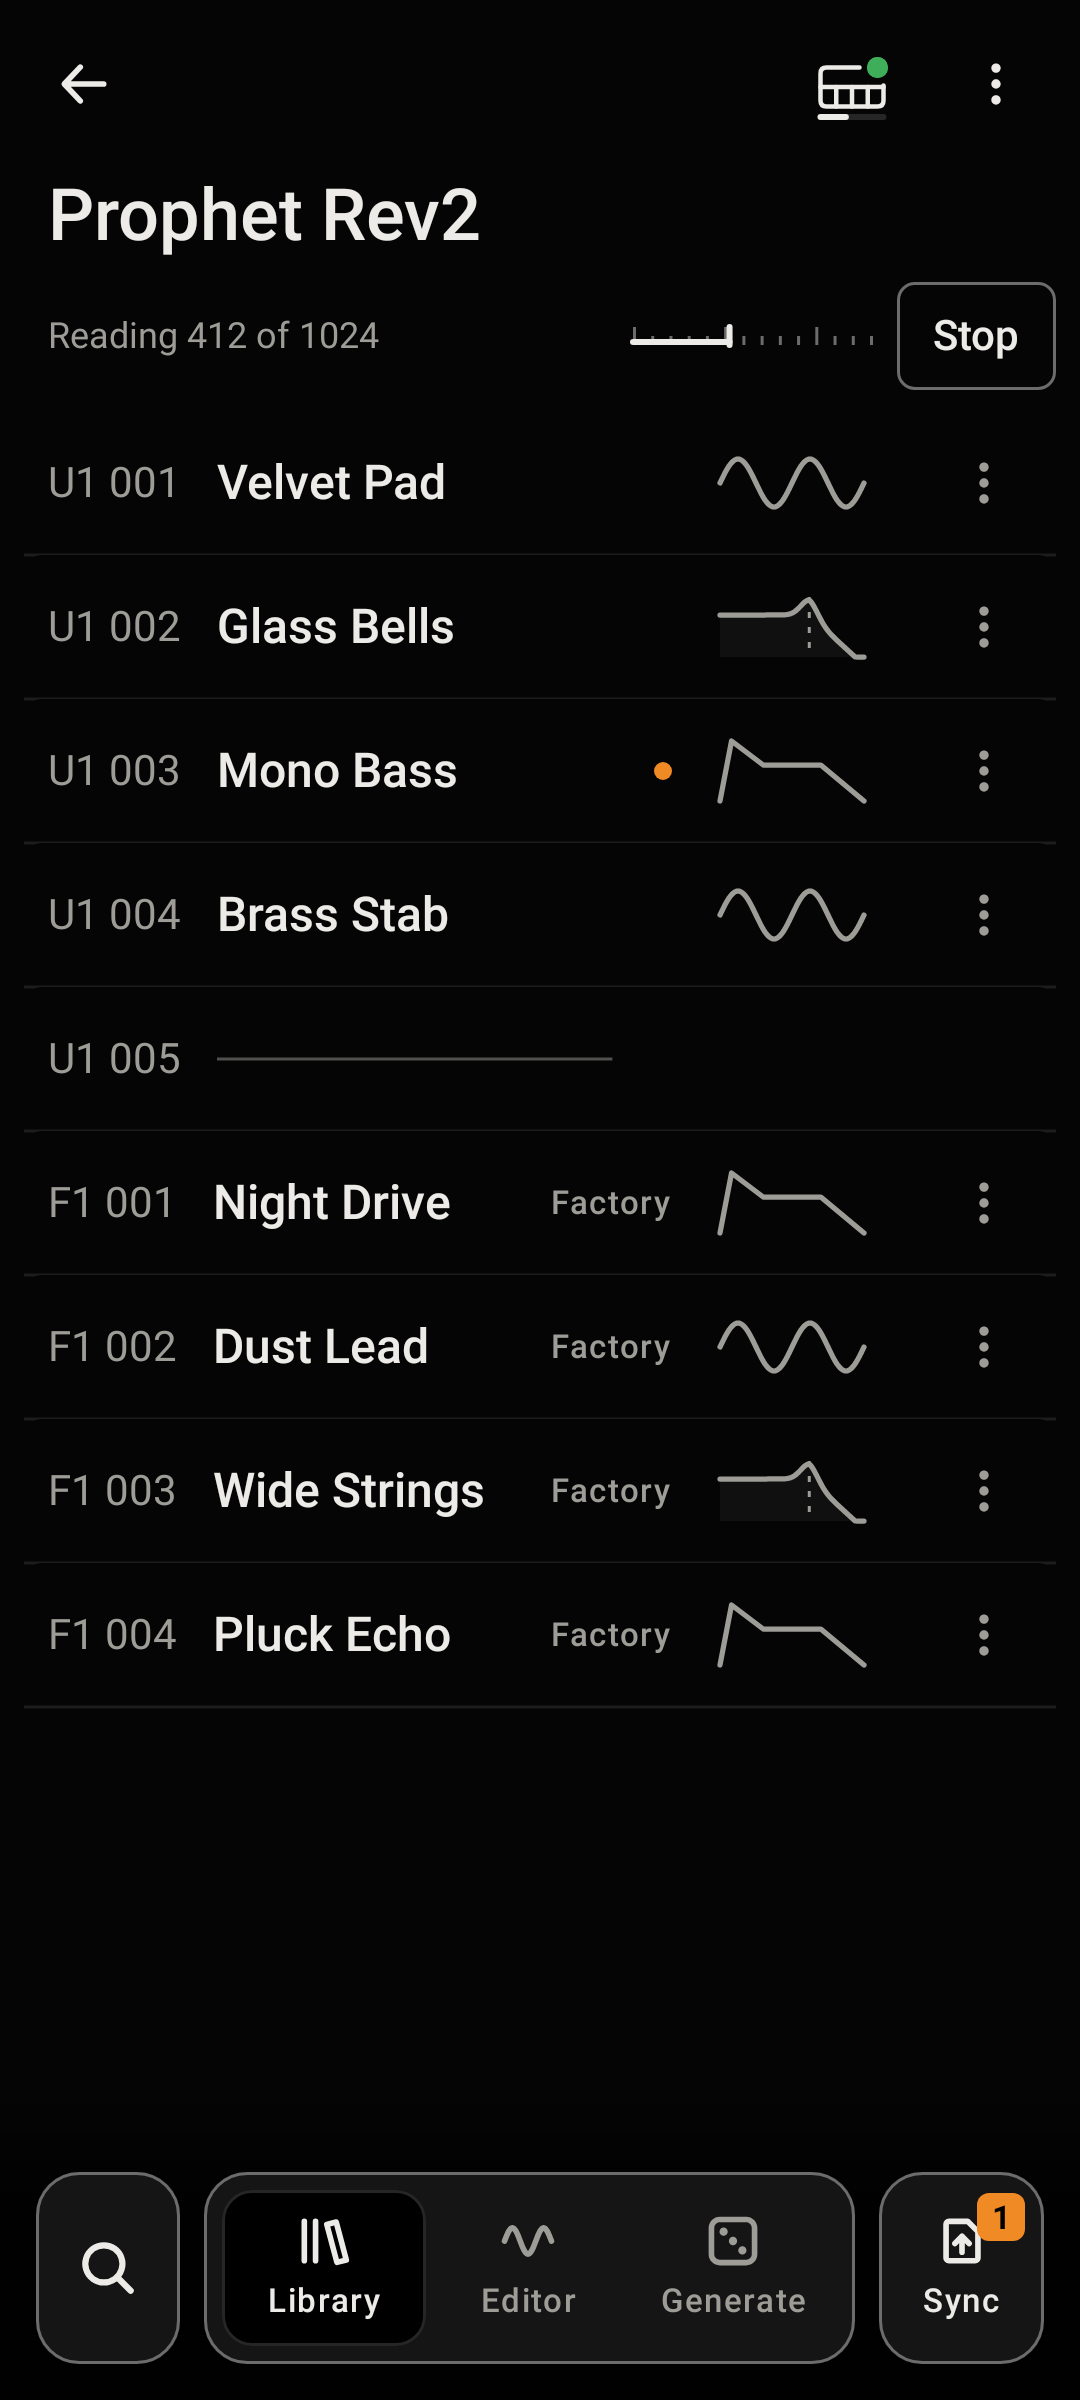 Prophet Rev2
Reading 412 of 1024
Stop
U1 001 Velvet Pad
U1 002 Glass Bells
U1 003 Mono Bass
U1 004 Brass Stab
U1 005
F1 001 Night Drive Factory
F1 002 Dust Lead Factory
F1 003 Wide Strings Factory
F1 004 Pluck Echo Factory
1
Library Editor Generate Sync